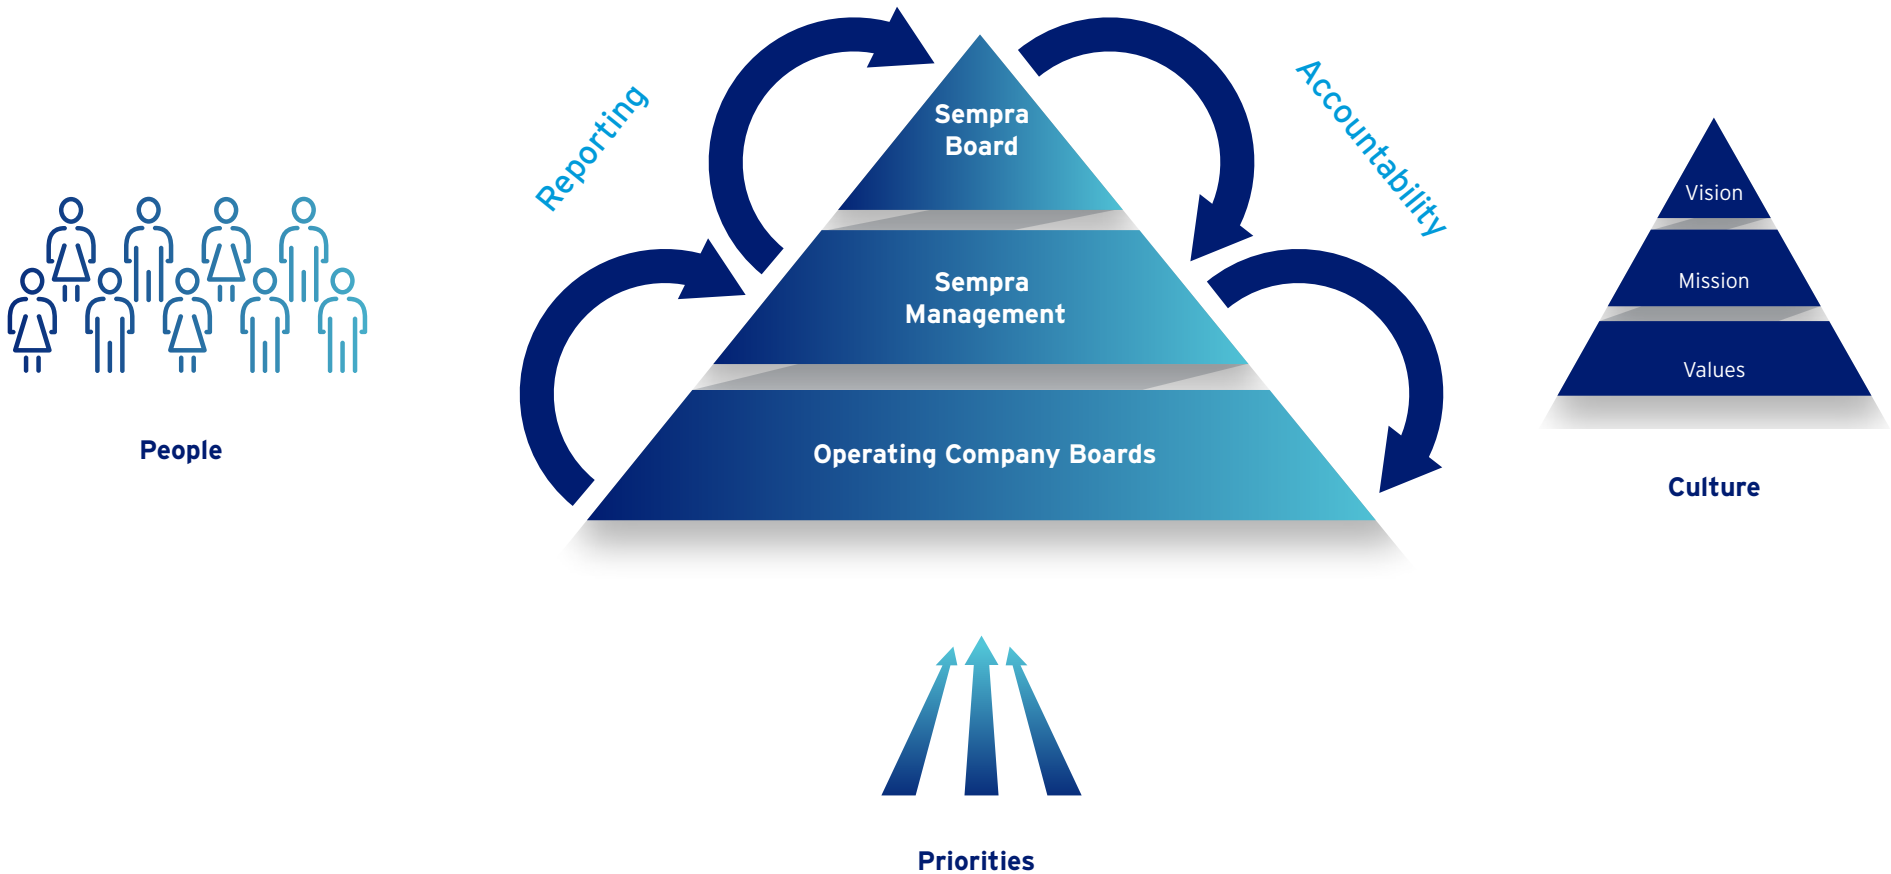 Reporting
Accountability
Sempra
Board
Sempra
Management
Operating Company Boards
People
Vision
Mission
Values
Culture
Priorities